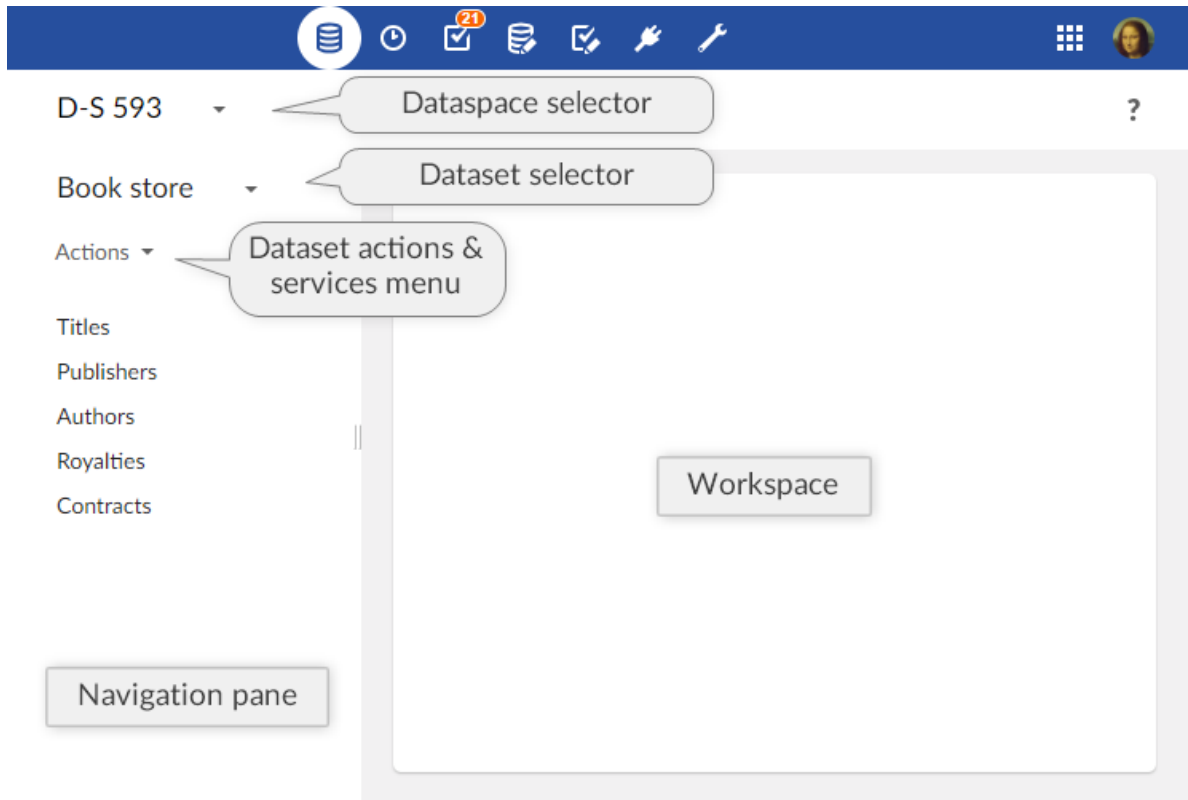 21
D-S 593
Dataspace selector
?
Book store
Dataset selector
Actions
Dataset actions &
services menu
Titles
Publishers
Authors
Royalties
Contracts
Workspace
Navigation pane